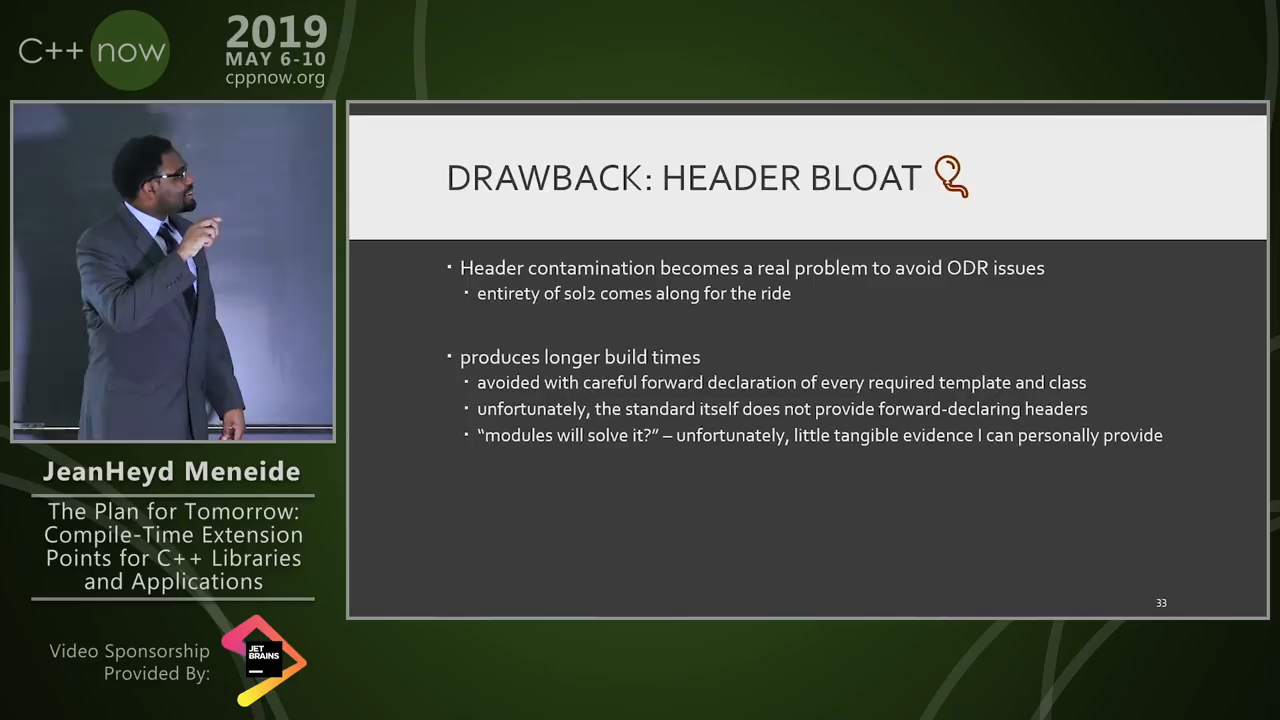 C++ now
2019
MAY 6-10
cppnow.org
DRAWBACK: HEADER BLOAT
Header contamination becomes a real problem to avoid ODR issues
entirety of sol2 comes along for the ride
produces longer build times
avoided with careful forward declaration of every required template and class
unfortunately, the standard itself does not provide forward-declaring headers
“modules will solve it?” – unfortunately, little tangible evidence I can personally provide
33
JeanHeyd Meneide
The Plan for Tomorrow:
Compile-Time Extension
Points for C++ Libraries
and Applications
Video Sponsorship
Provided By:
JET
BRAINS